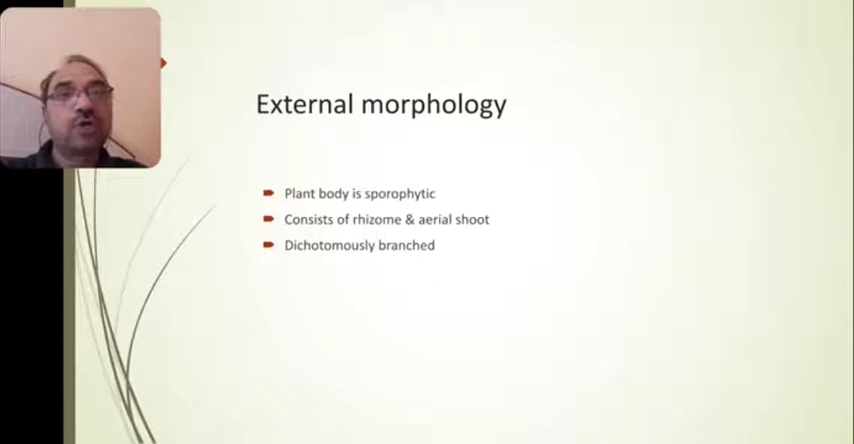 External morphology
Plant body is sporophytic
Consists of rhizome & aerial shoot
Dichotomously branched